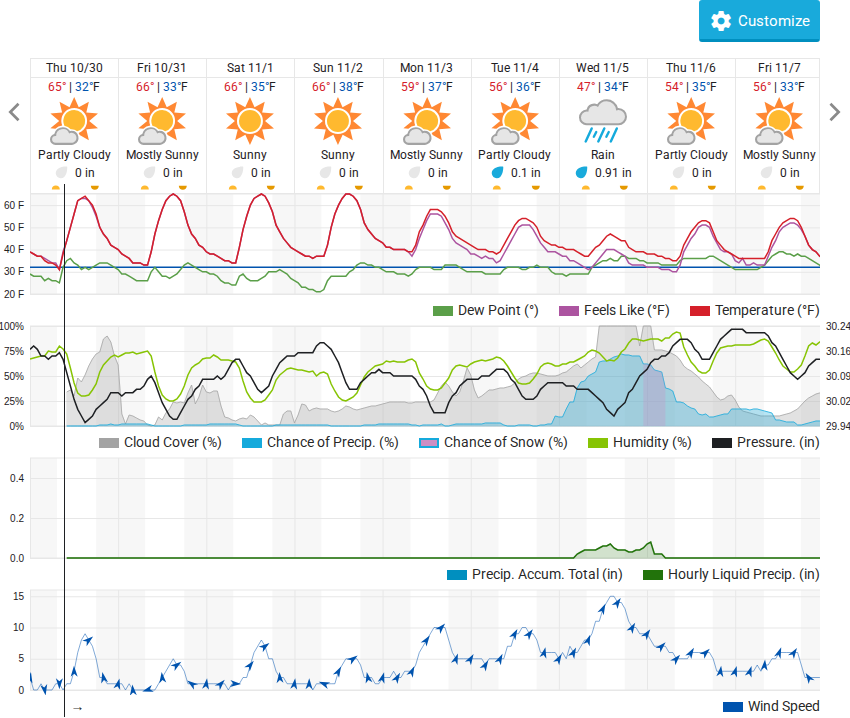 Customize
Thu 10/30 Fri 10/31 Sat 11/1 Sun 11/2 Mon 11/3 Tue 11/4 Wed 11/5 Thu 11/6 Fri 11/7
65° | 32°F 66° | 33°F 66° | 35°F 66° | 38°F 59° | 37°F 56° | 36°F 47° | 34°F 54° | 35°F 56° | 33°F
Partly Cloudy Mostly Sunny Sunny Sunny Mostly Sunny Partly Cloudy Rain Partly Cloudy Mostly Sunny
0 in 0 in 0 in 0 in 0 in 0.1 in 0.91 in 0 in 0 in
60 F
50 F
40 F
30 F
20 F
Dew Point (°) Feels Like (°F) Temperature (°F)
100% 30.24
75% 30.16
50% 30.09
25% 30.02
0% 29.94
Cloud Cover (%) Chance of Precip. (%) Chance of Snow (%) Humidity (%) Pressure. (in)
0.4
0.2
0.0
Precip. Accum. Total (in) Hourly Liquid Precip. (in)
15
10
5
0
→
Wind Speed